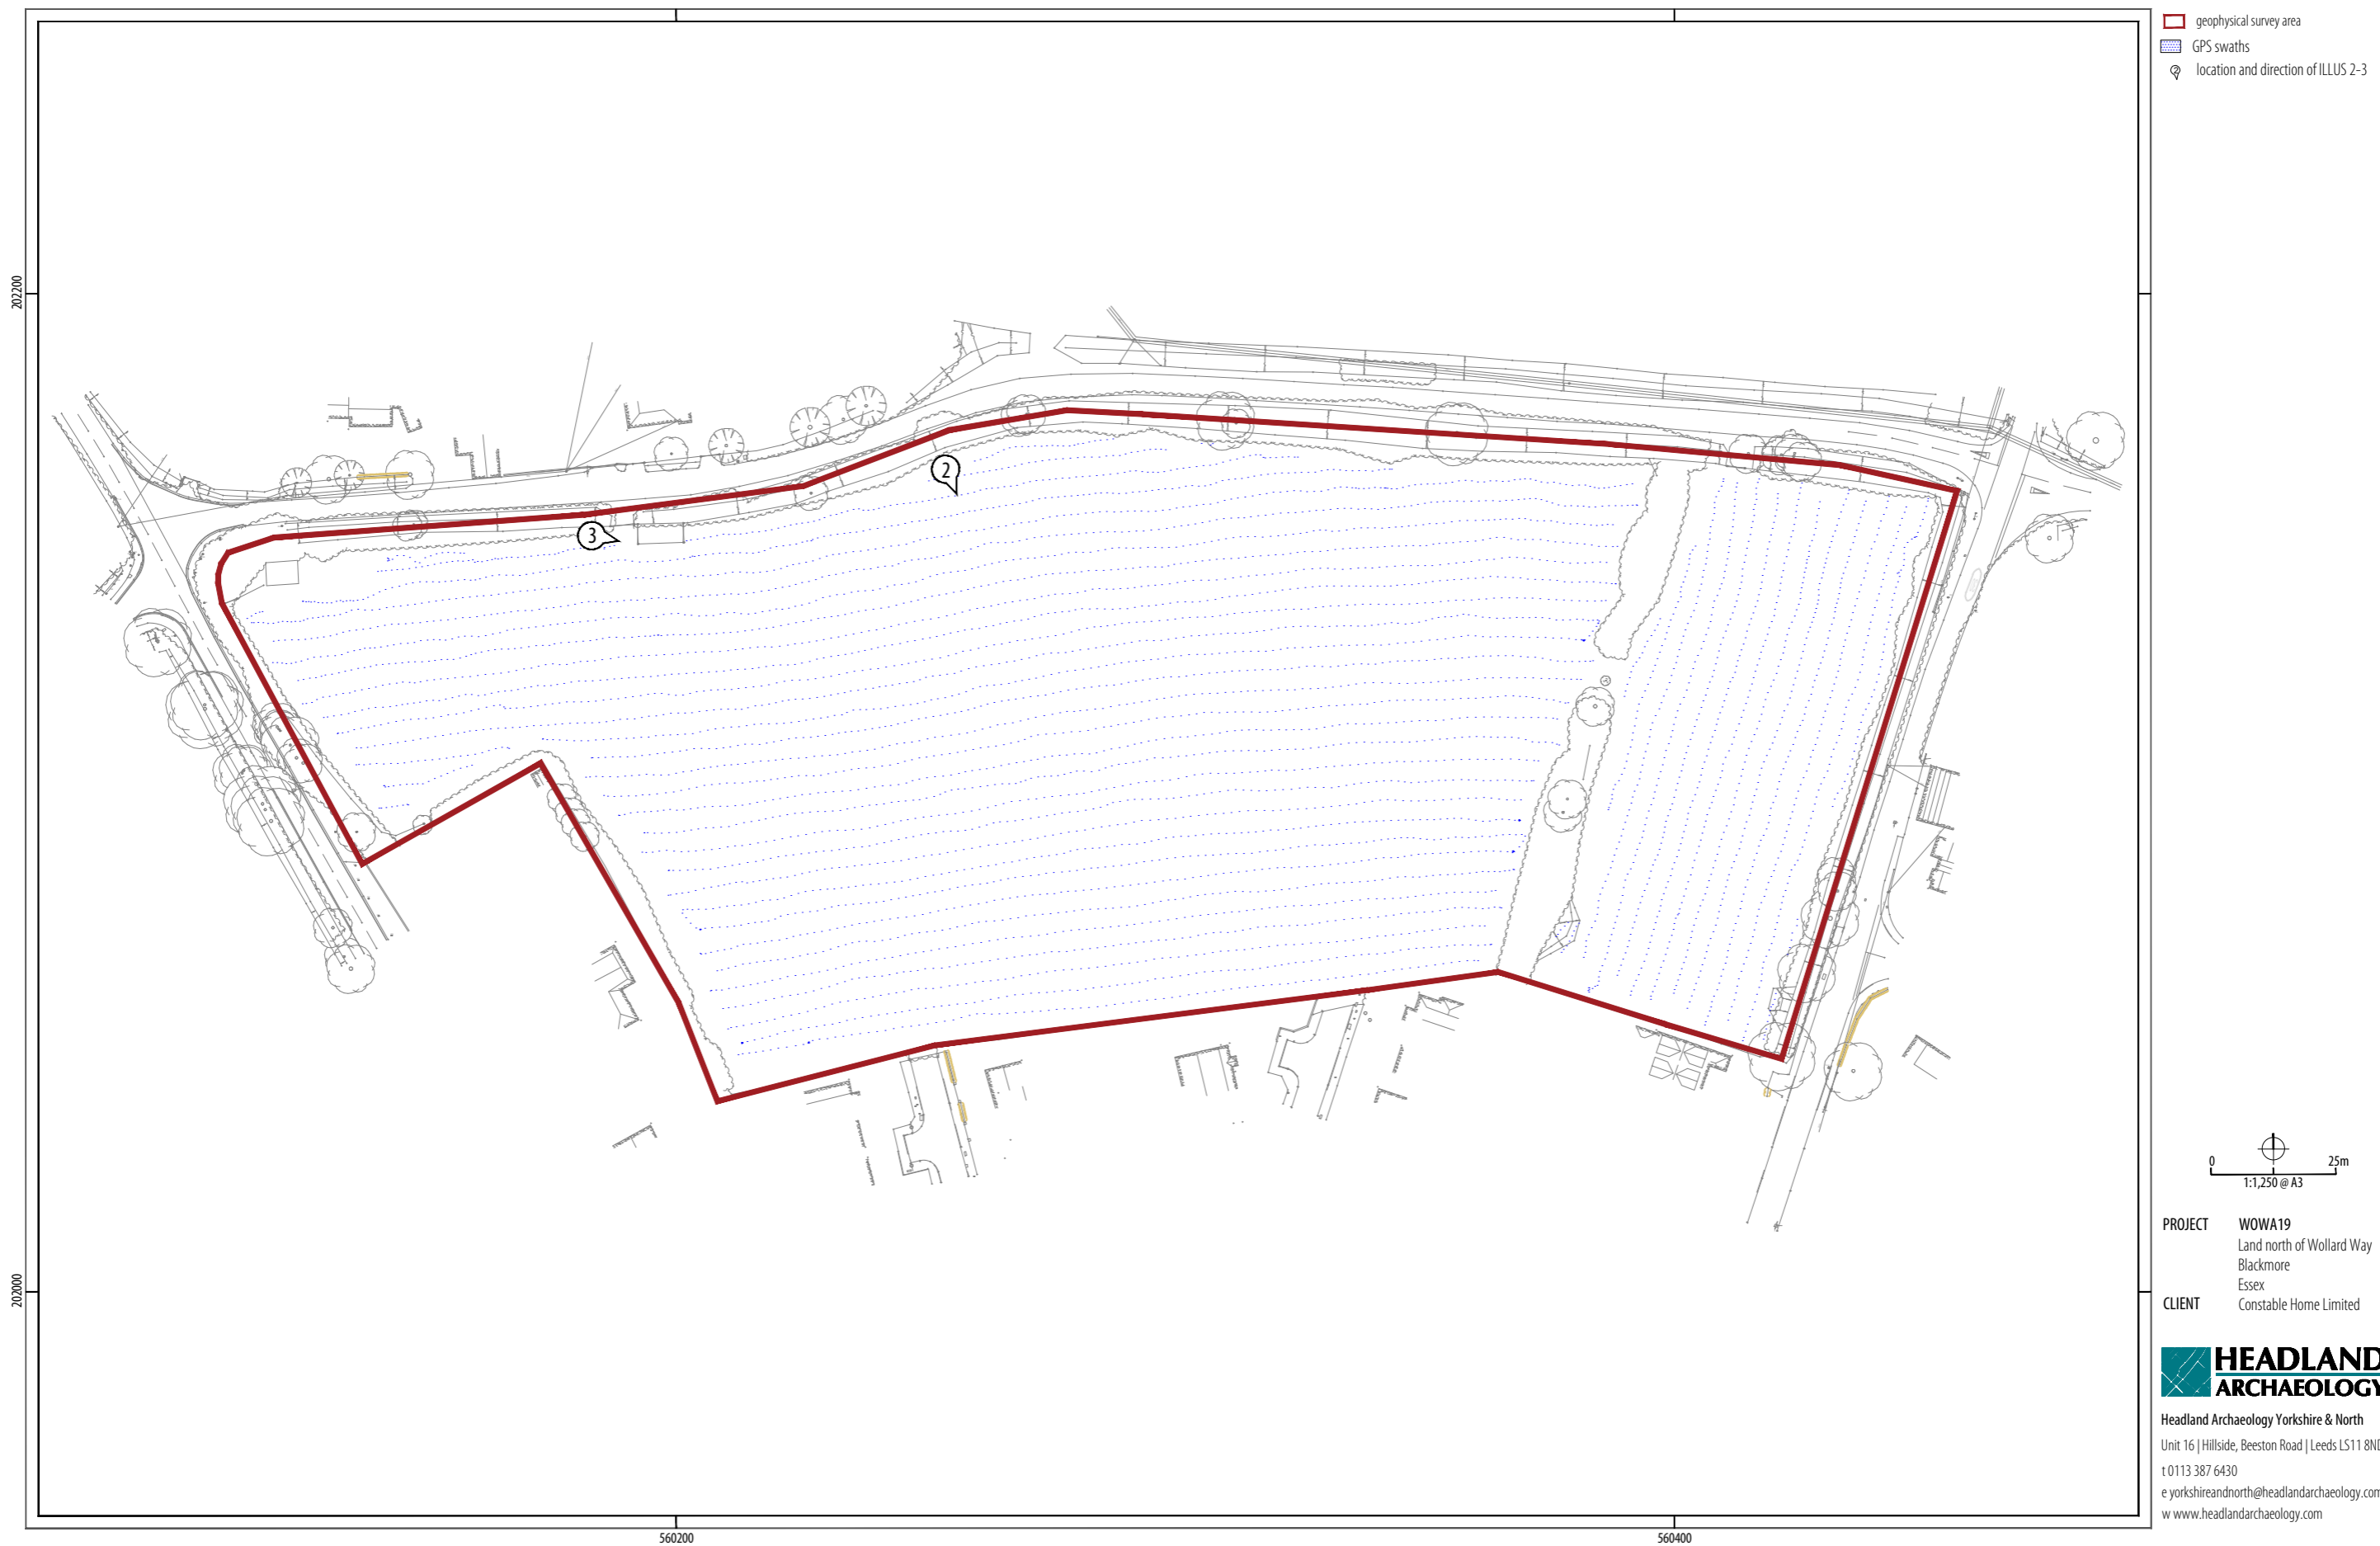 geophysical survey area
GPS swaths
2
location and direction of ILLUS 2-3
202200
2
3
202000
560200
560400
0
25m
1:1,250 @ A3
PROJECT WOWA19
Land north of Wollard Way
Blackmore
Essex
CLIENT Constable Home Limited
HEADLAND
ARCHAEOLOGY
Headland Archaeology Yorkshire & North
Unit 16 | Hillside, Beeston Road | Leeds LS11 8ND
t 0113 387 6430
e yorkshireandnorth@headlandarchaeology.com
w www.headlandarchaeology.com